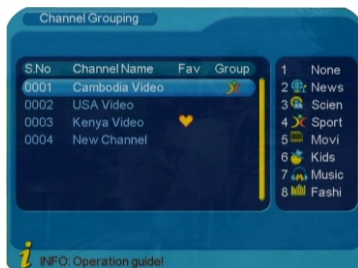 Channel Grouping
S.No Channel Name Fav Group
0001 Cambodia Video
0002 USA Video
0003 Kenya Video
0004 New Channel
1 None
2 News
3 Scien
4 Sport
5 Movi
6 Kids
7 Music
8 Fashi
INFO: Operation guide!